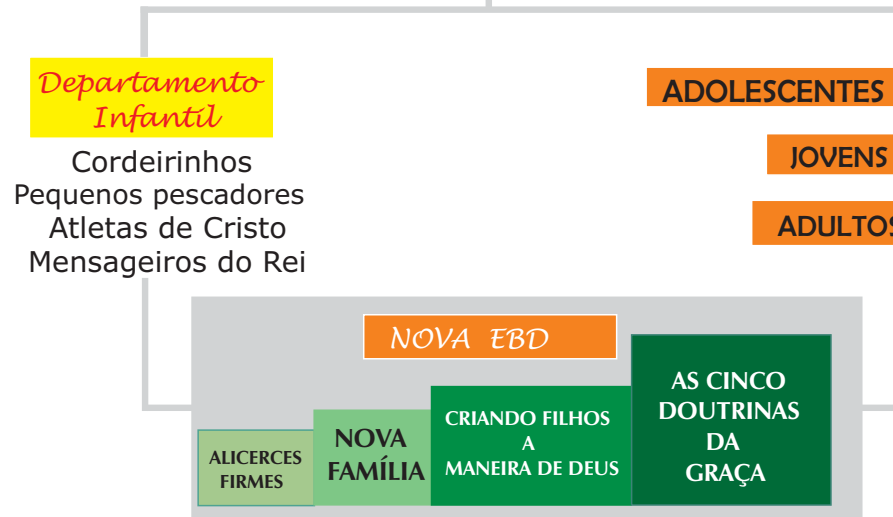 Departamento
Infantil
Cordeirinhos
Pequenos pescadores
Atletas de Cristo
Mensageiros do Rei
ADOLESCENTES
JOVENS
ADULTOS
NOVA EBD
ALICERCES
FIRMES
NOVA
FAMÍLIA
CRIANDO FILHOS
A
MANEIRA DE DEUS
AS CINCO
DOUTRINAS
DA
GRAÇA